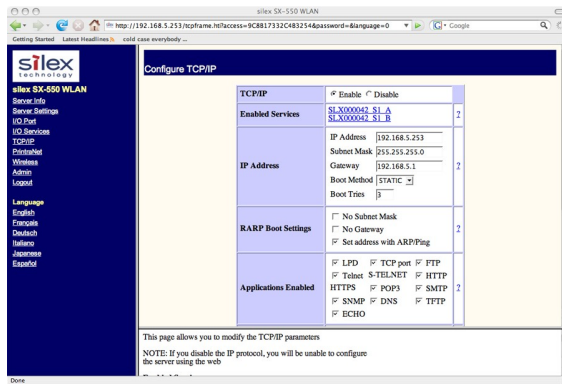 silex SX-550 WLAN
http://192.168.5.253/tcpframe.htl?access=9C8817332C483254&password=&language=0
Google
Getting Started Latest Headlines cold case everybody ...
silex
technology
silex SX-550 WLAN
Server Info
Server Settings
I/O Port
I/O Services
TCP/IP
PrintraNet
Wireless
Admin
Logout
Language
English
Français
Deutsch
Italiano
Japanese
Español
Configure TCP/IP
TCP/IP Enable Disable
Enabled Services SLX000042_S1_A ?
SLX000042_S1_B
IP Address ?
IP Address 192.168.5.253
Subnet Mask 255.255.255.0
Gateway 192.168.5.1
Boot Method STATIC
Boot Tries 3
RARP Boot Settings ?
No Subnet Mask
No Gateway
Set address with ARP/Ping
Applications Enabled ?
LPD TCP port FTP
Telnet S-TELNET HTTP
HTTPS POP3 SMTP
SNMP DNS TFTP
ECHO
This page allows you to modify the TCP/IP parameters
NOTE: If you disable the IP protocol, you will be unable to configure
the server using the web
Done